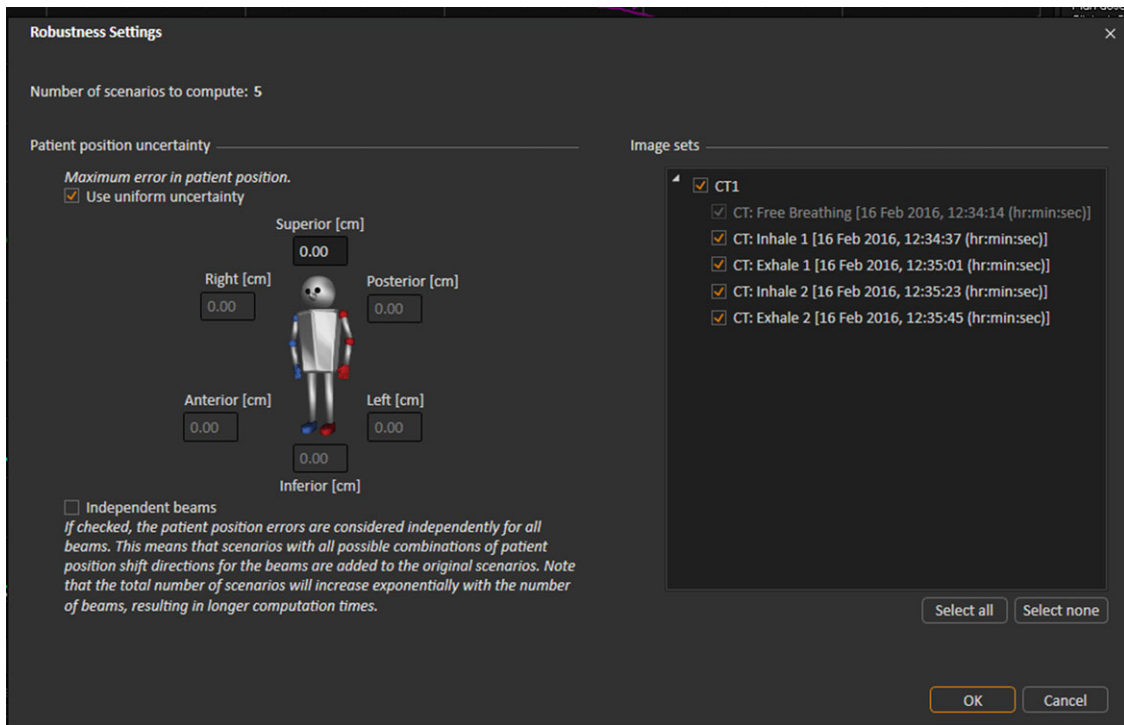 Robustness Settings
Number of scenarios to compute: 5
Patient position uncertainty
Maximum error in patient position.
Use uniform uncertainty
Superior [cm]
0.00
Right [cm]
0.00
Posterior [cm]
0.00
Anterior [cm]
0.00
Left [cm]
0.00
0.00
Inferior [cm]
Independent beams
If checked, the patient position errors are considered independently for all
beams. This means that scenarios with all possible combinations of patient
position shift directions for the beams are added to the original scenarios. Note
that the total number of scenarios will increase exponentially with the number
of beams, resulting in longer computation times.
Image sets
CT1
CT: Free Breathing [16 Feb 2016, 12:34:14 (hr:min:sec)]
CT: Inhale 1 [16 Feb 2016, 12:34:37 (hr:min:sec)]
CT: Exhale 1 [16 Feb 2016, 12:35:01 (hr:min:sec)]
CT: Inhale 2 [16 Feb 2016, 12:35:23 (hr:min:sec)]
CT: Exhale 2 [16 Feb 2016, 12:35:45 (hr:min:sec)]
Select all
Select none
OK
Cancel